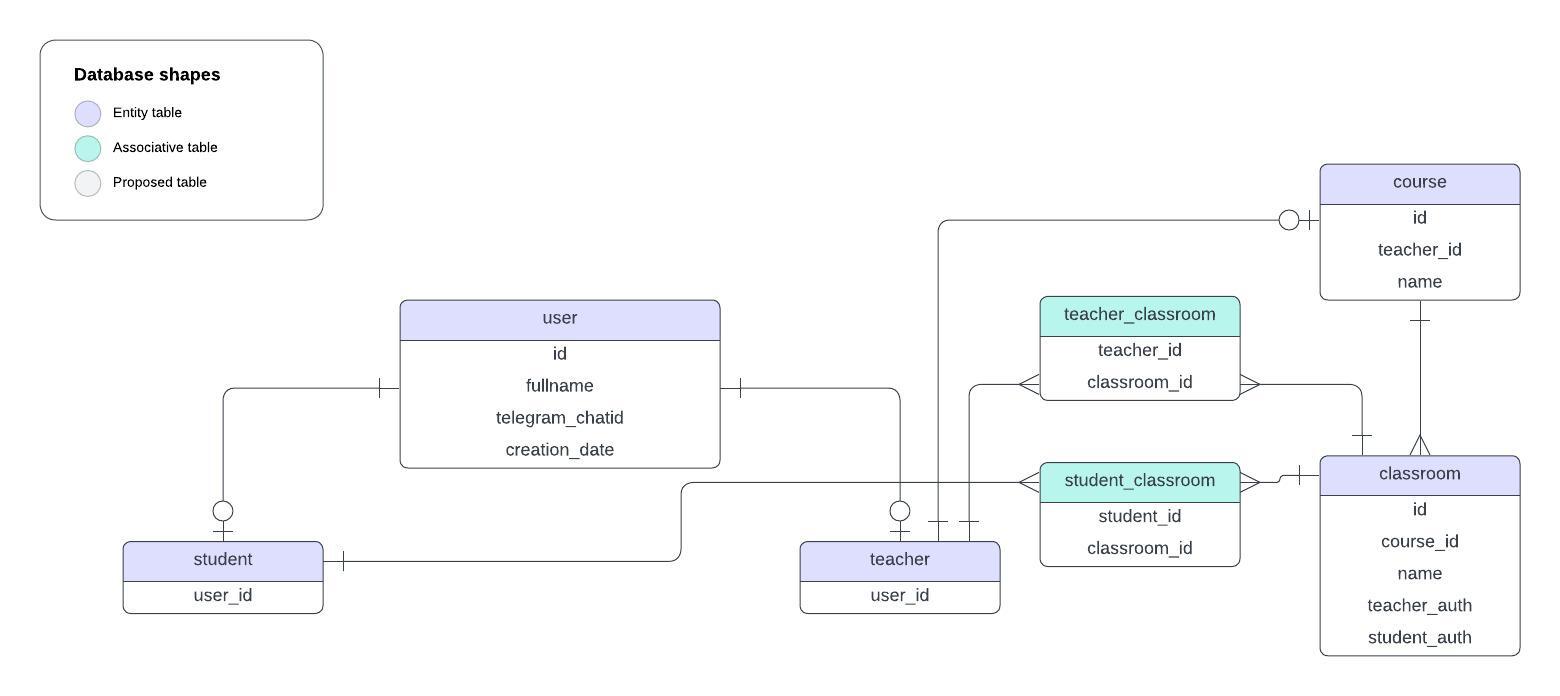 Database shapes
Entity table
Associative table
Proposed table
course
id
teacher_id
name
user
id
fullname
telegram_chatid
creation_date
teacher_classroom
teacher_id
classroom_id
student_classroom
student_id
classroom_id
classroom
id
course_id
name
teacher_auth
student_auth
student
user_id
teacher
user_id